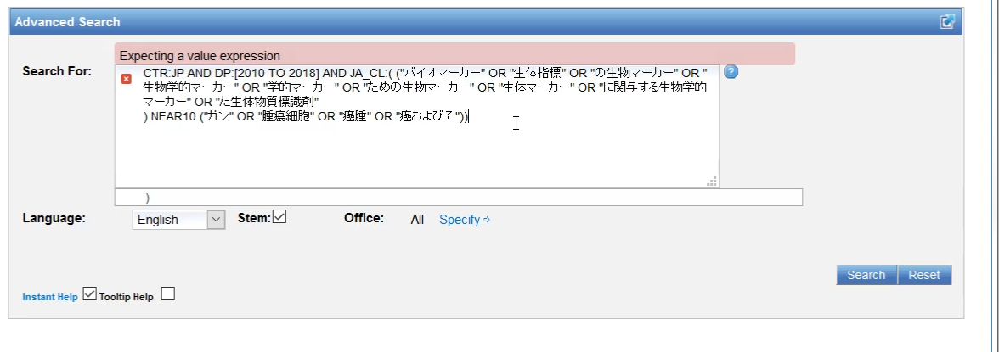 Advanced Search
Expecting a value expression
Search For:
CTR:JP AND DP:[2010 TO 2018] AND JA_CL:( ("バイオマーカー" OR "生体指標" OR "の生物マーカー" OR "
生物学的マーカー" OR "学的マーカー" OR "ための生物マーカー" OR "生体マーカー" OR "に関与する生物学的
マーカー" OR "た生体物質標識剤"
) NEAR10 ("ガン" OR "腫瘍細胞" OR "癌腫" OR "癌およびそ"))
)
Language: English Stem: Office: All Specify
Search Reset
Instant Help Tooltip Help